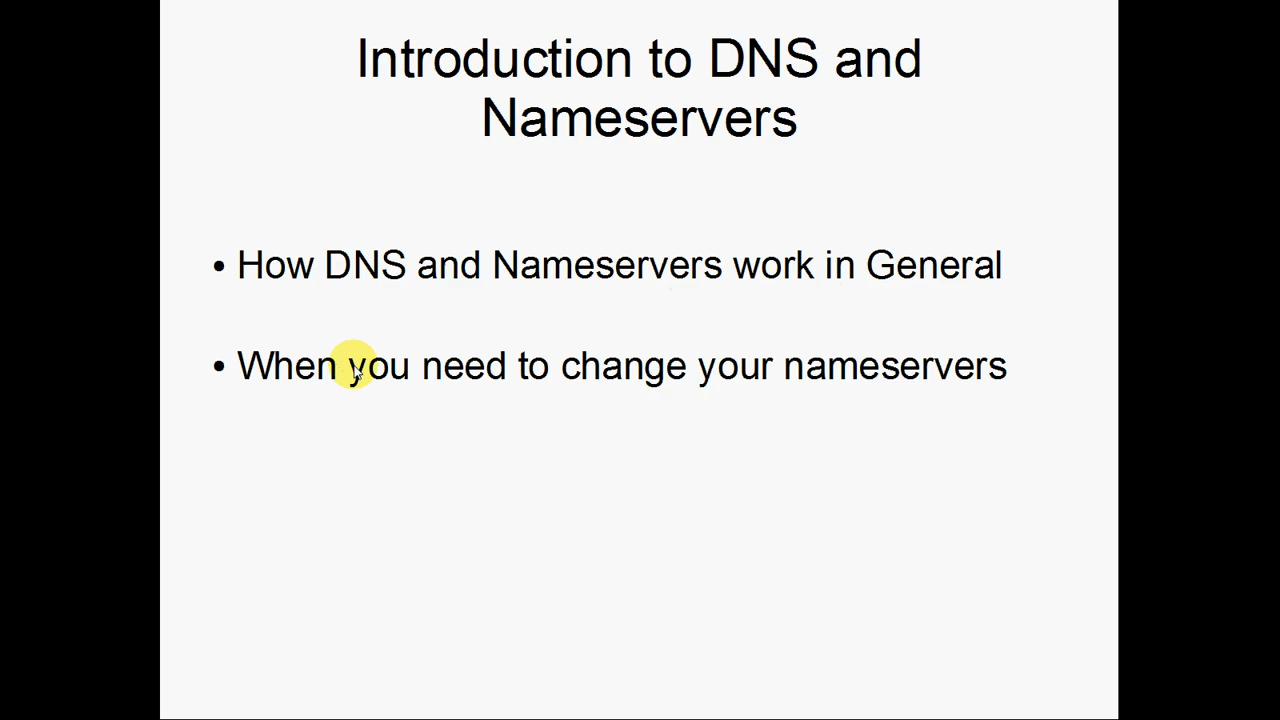 Introduction to DNS and
Nameservers
• How DNS and Nameservers work in General
• When you need to change your nameservers